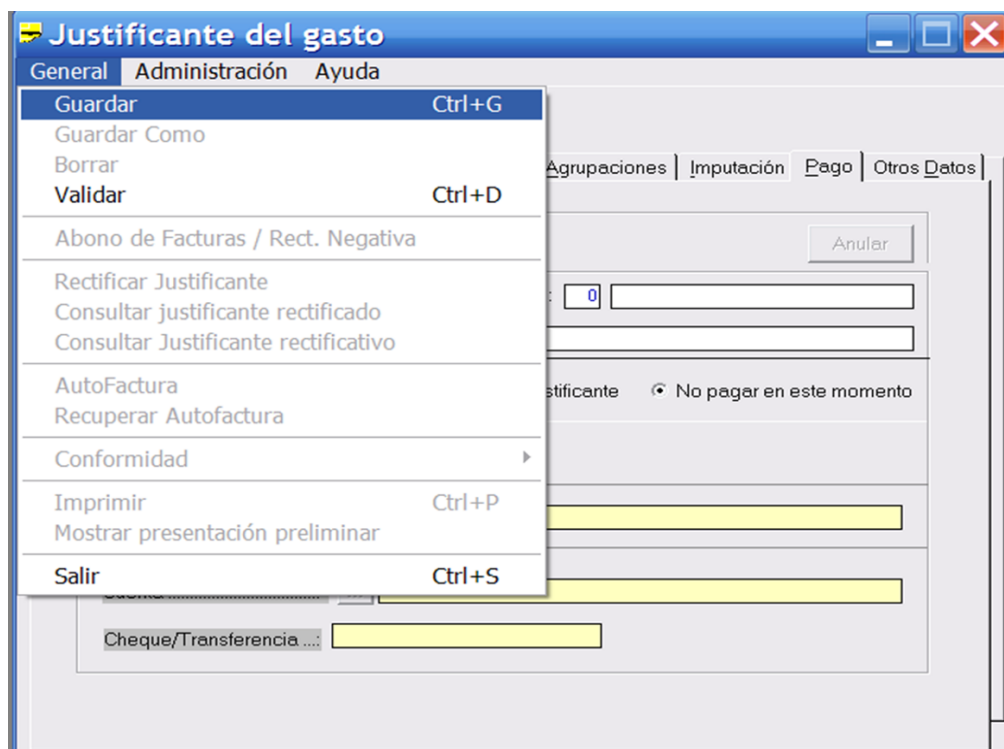 Justificante del gasto
General Administración Ayuda
Guardar Ctrl+G
Guardar Como
Borrar
Validar Ctrl+D
Abono de Facturas / Rect. Negativa
Rectificar Justificante
Consultar justificante rectificado
Consultar Justificante rectificativo
AutoFactura
Recuperar Autofactura
Conformidad
Imprimir Ctrl+P
Mostrar presentación preliminar
Salir Ctrl+S
Agrupaciones Imputación Pago Otros Datos
Anular
: 0
stificante No pagar en este momento
Cheque/Transferencia ...: